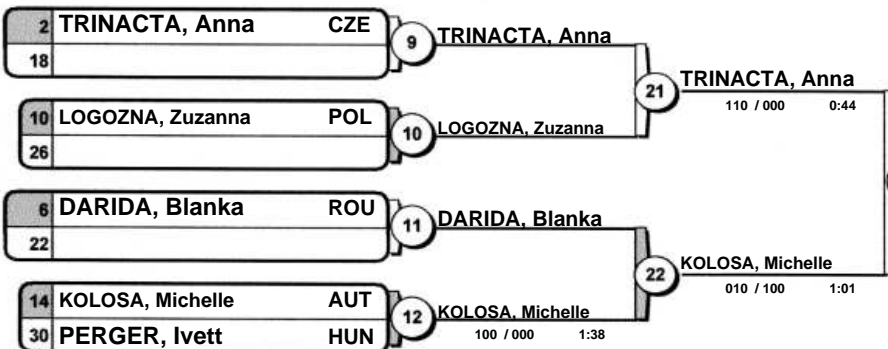 2 TRINACTA, Anna CZE
18
9 TRINACTA, Anna
10 LOGOZNA, Zuzanna POL
26
10 LOGOZNA, Zuzanna
21 TRINACTA, Anna
110 / 000 0:44
6 DARIDA, Blanka ROU
22
11 DARIDA, Blanka
14 KOLOSA, Michelle AUT
30 PERGER, Ivett HUN
12 KOLOSA, Michelle
100 / 000 1:38
22 KOLOSA, Michelle
010 / 100 1:01